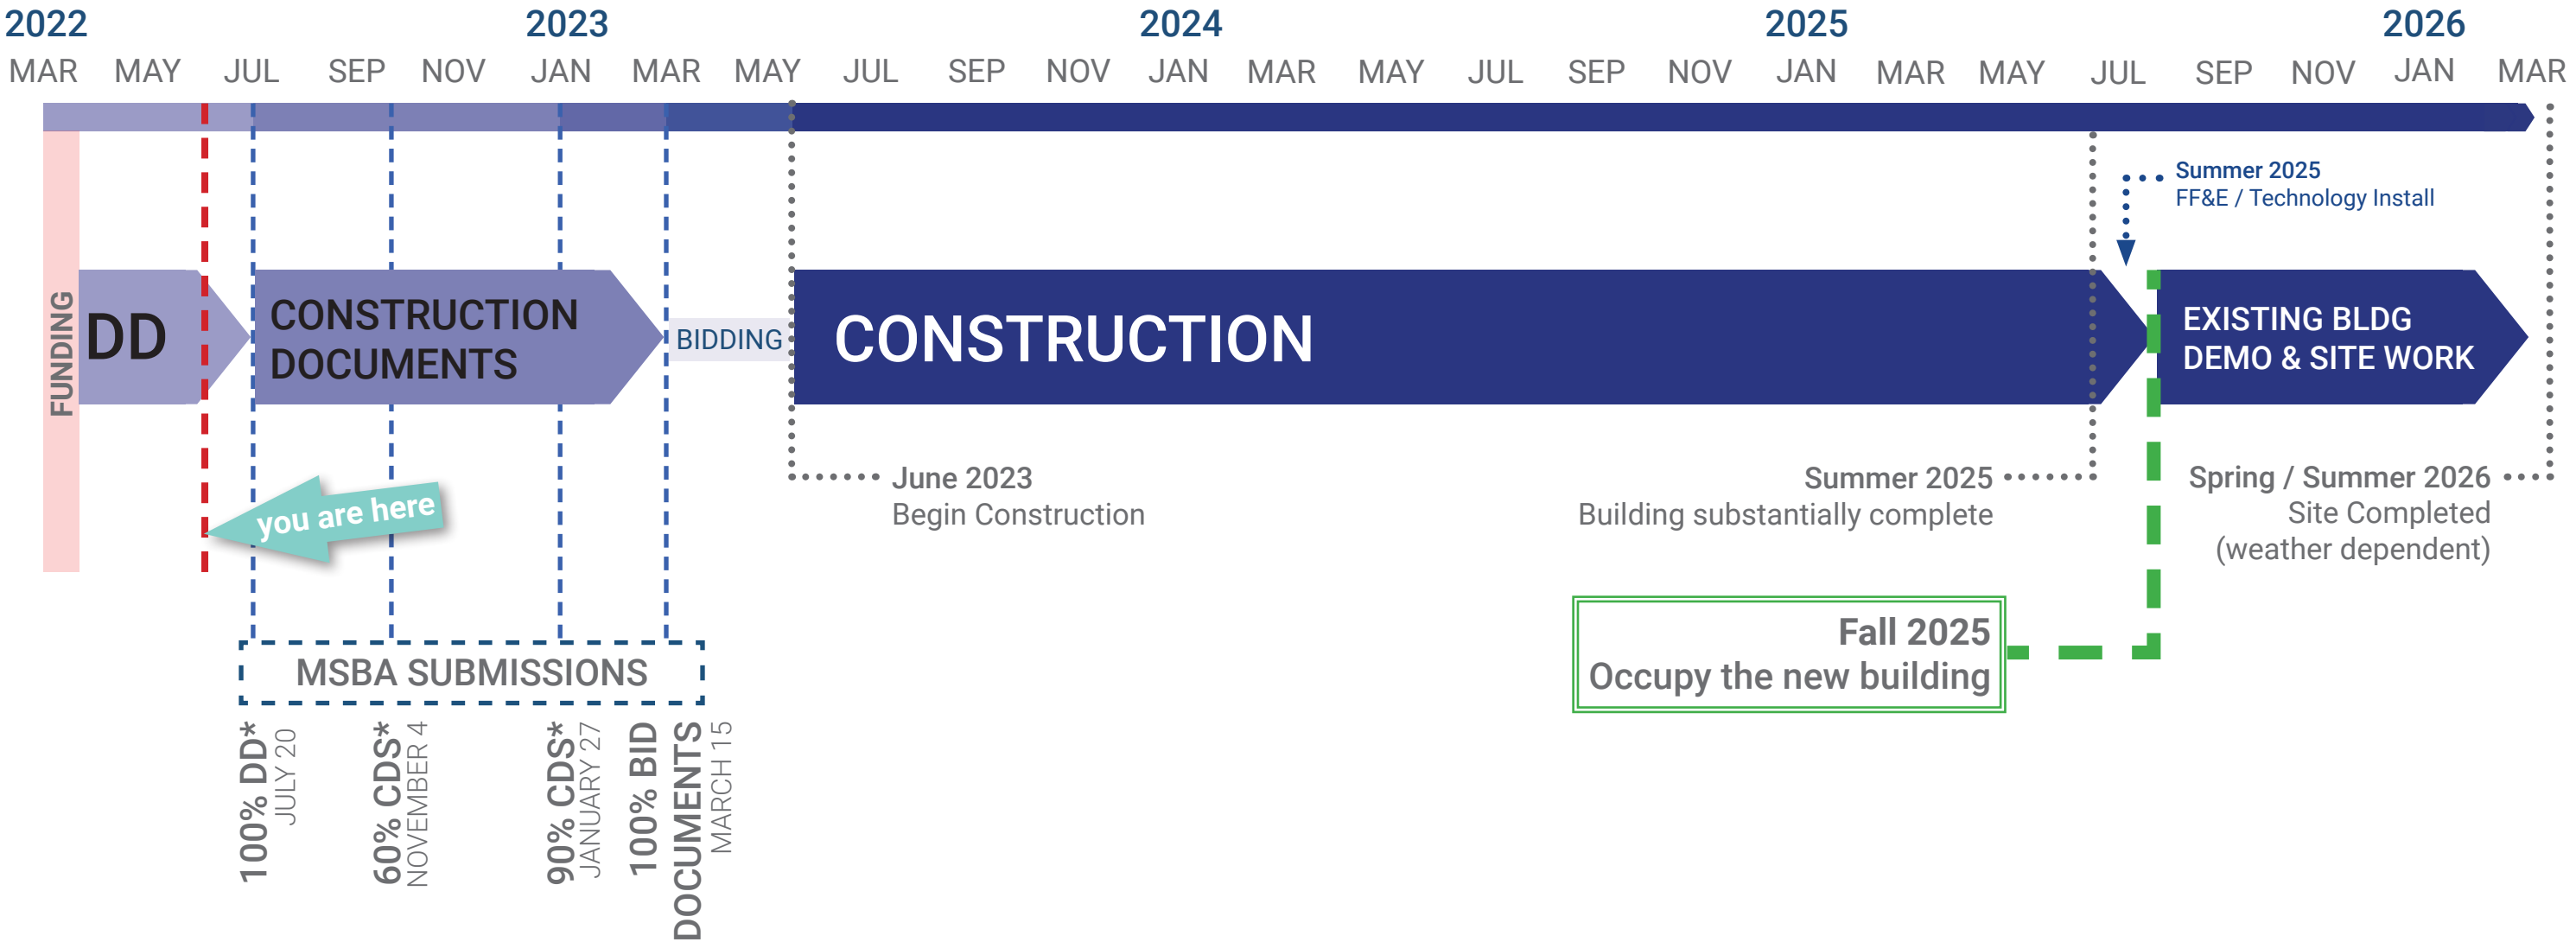 2022 2023 2024 2025 2026
MAR MAY JUL SEP NOV JAN MAR MAY JUL SEP NOV JAN MAR MAY JUL SEP NOV JAN MAR MAY JUL SEP NOV JAN MAR
Summer 2025
FF&E / Technology Install
FUNDING
DD
CONSTRUCTION
DOCUMENTS
BIDDING
CONSTRUCTION
EXISTING BLDG
DEMO & SITE WORK
you are here
June 2023
Begin Construction
Summer 2025
Building substantially complete
Spring / Summer 2026
Site Completed
(weather dependent)
Fall 2025
Occupy the new building
MSBA SUBMISSIONS
100% DD*
JULY 20
60% CDS*
NOVEMBER 4
90% CDS*
JANUARY 27
100% BID
DOCUMENTS
MARCH 15